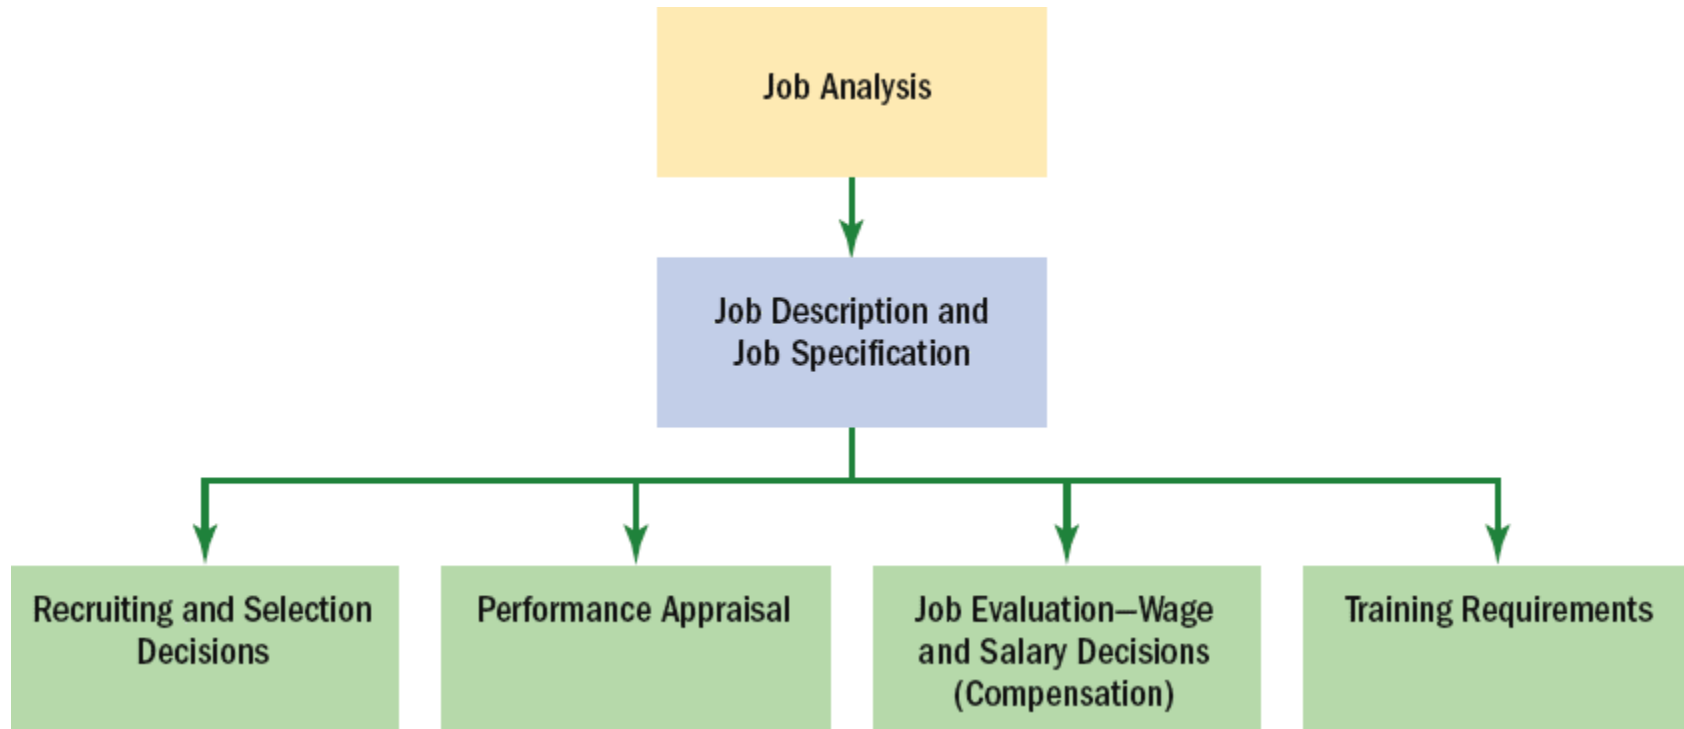 Job Analysis
Job Description and
Job Specification
Recruiting and Selection
Decisions
Performance Appraisal
Job Evaluation—Wage
and Salary Decisions
(Compensation)
Training Requirements